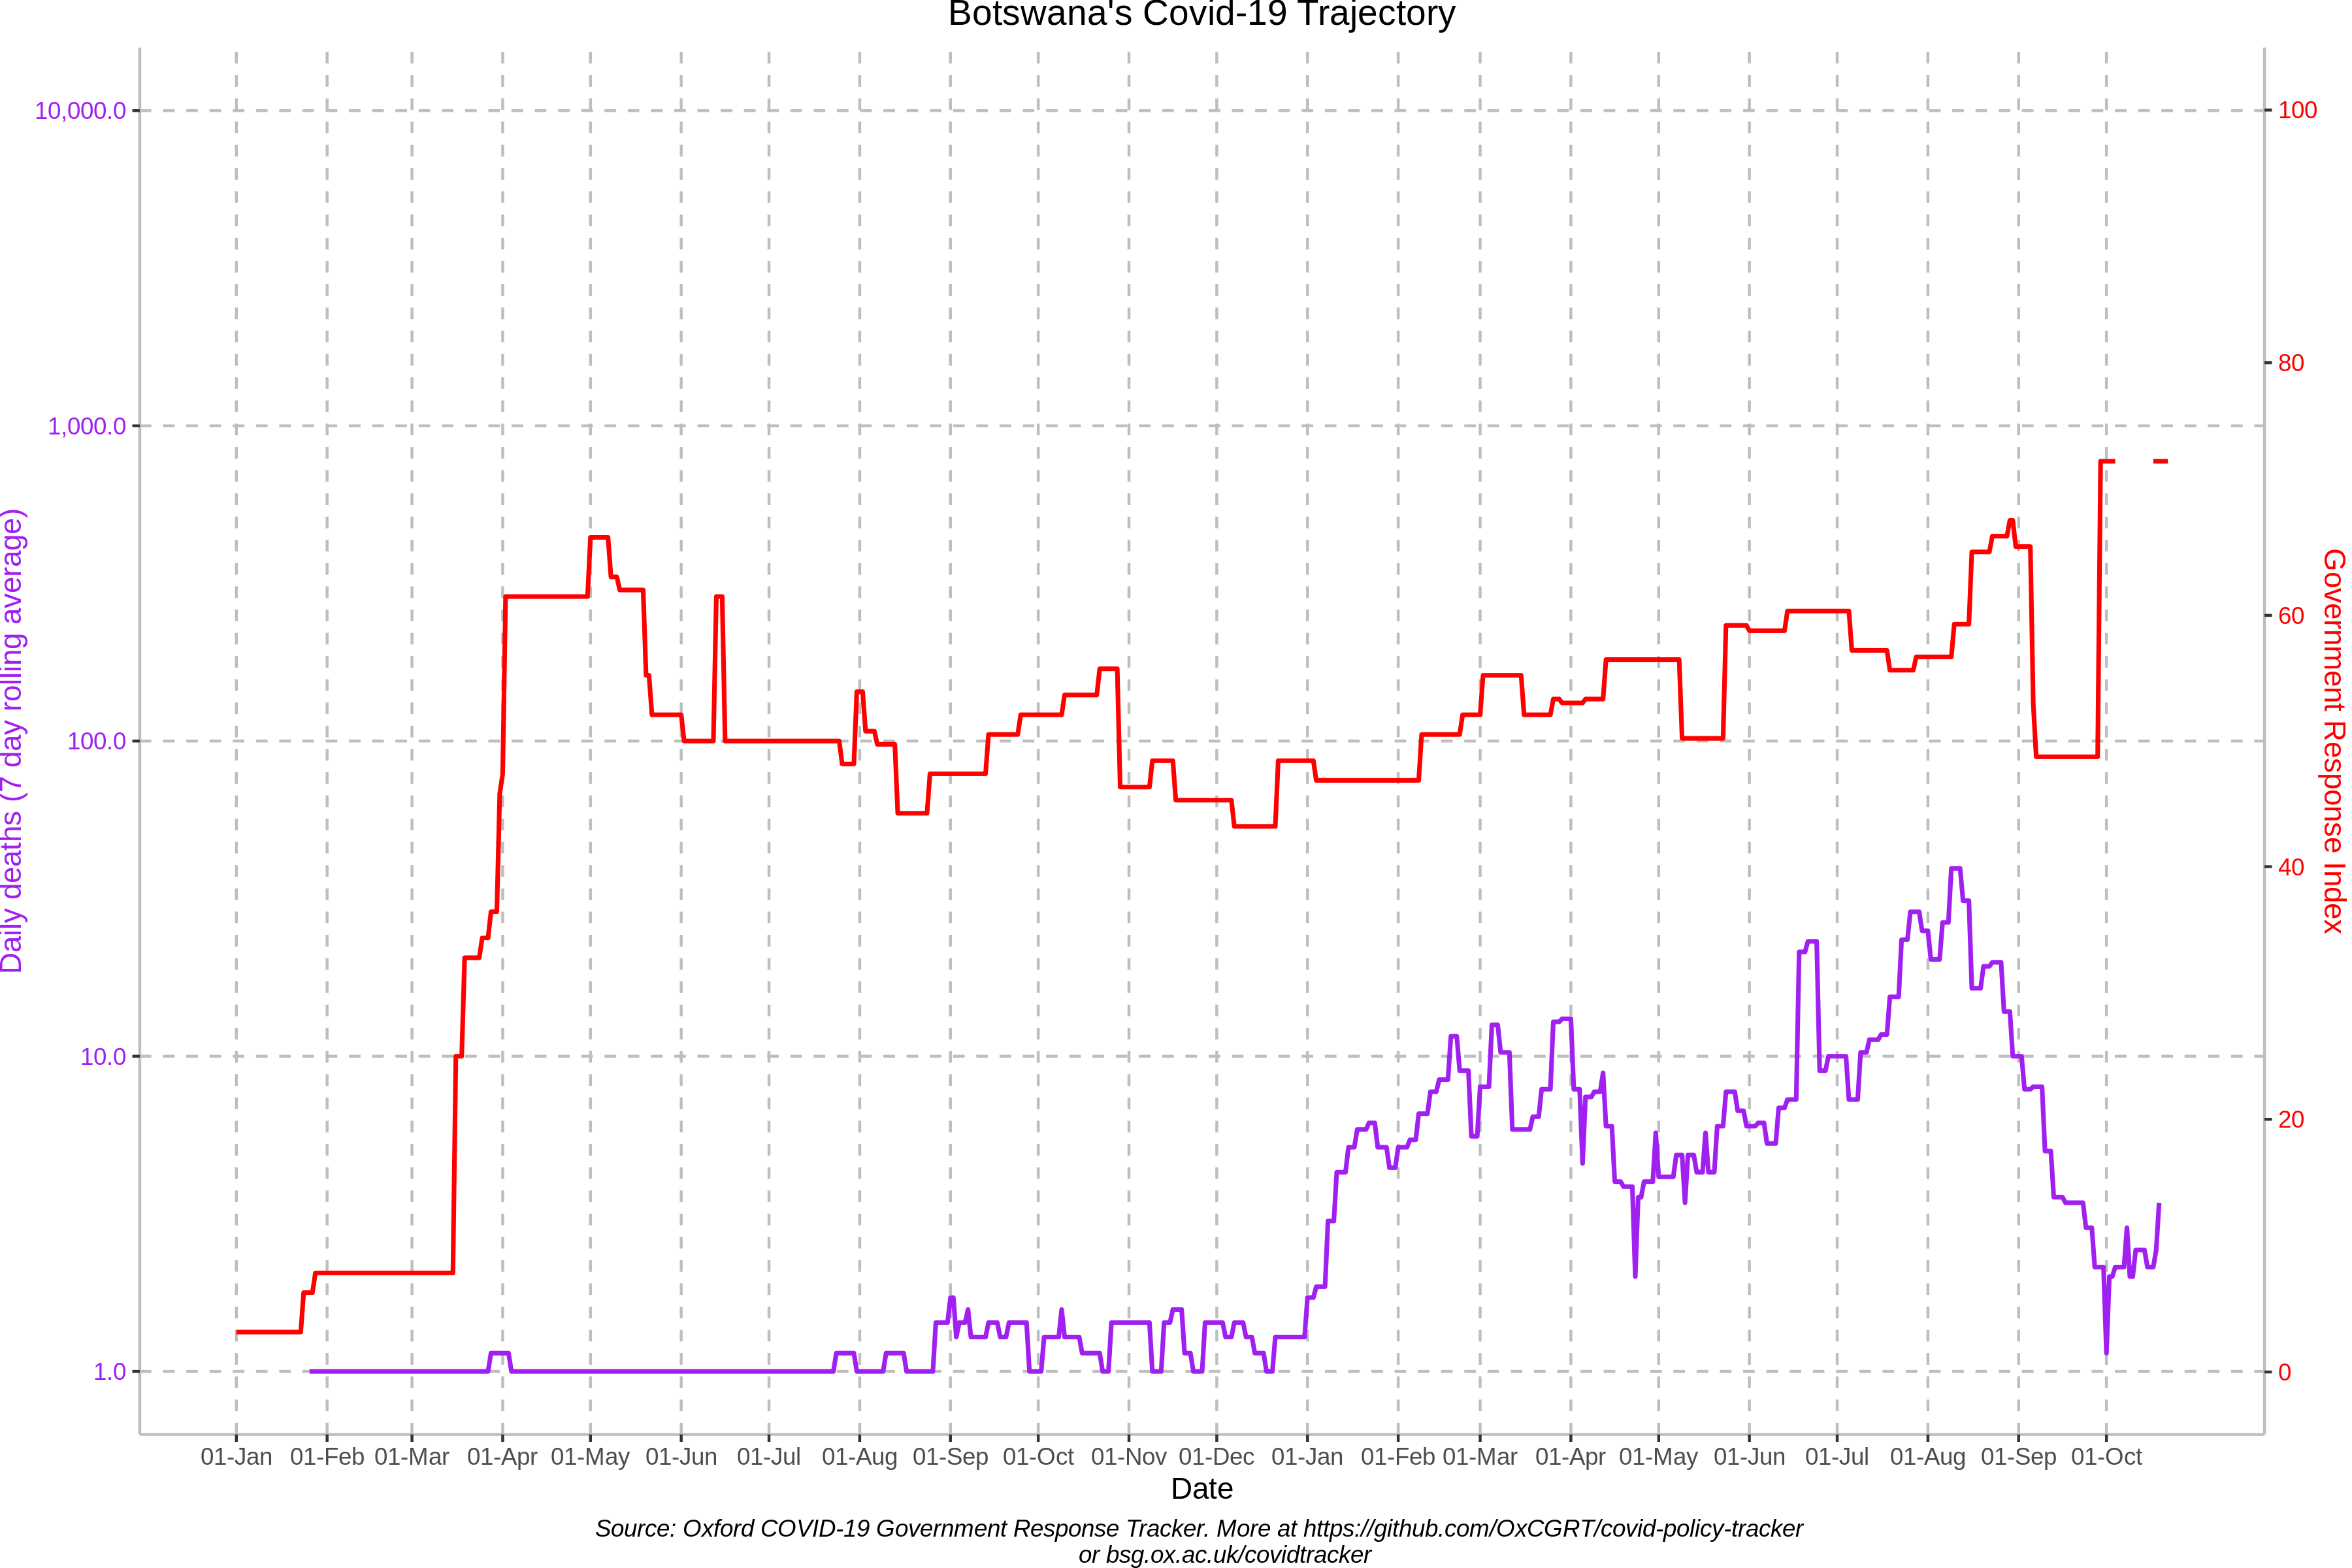 Botswana's Covid-19 Trajectory
10,000.0
1,000.0
100.0
10.0
1.0
Daily deaths (7 day rolling average)
100
80
60
40
20
0
Government Response Index
01-Jan 01-Feb 01-Mar 01-Apr 01-May 01-Jun 01-Jul 01-Aug 01-Sep 01-Oct 01-Nov 01-Dec 01-Jan 01-Feb 01-Mar 01-Apr 01-May 01-Jun 01-Jul 01-Aug 01-Sep 01-Oct
Date
Source: Oxford COVID-19 Government Response Tracker. More at https://github.com/OxCGRT/covid-policy-tracker
or bsg.ox.ac.uk/covidtracker